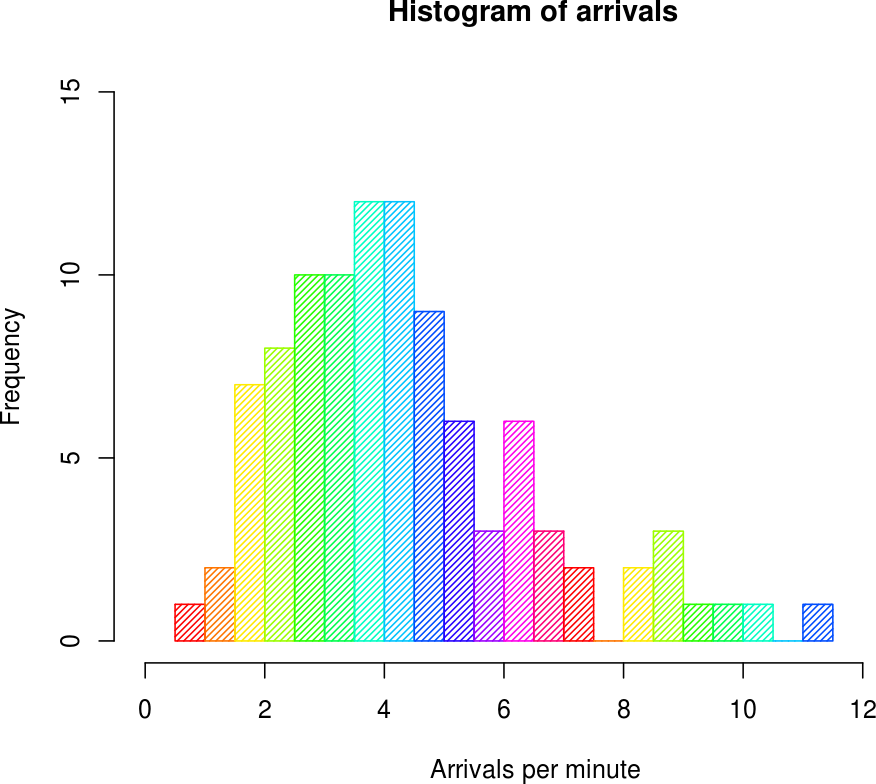 Histogram of arrivals
Frequency
15
10
5
0
0 2 4 6 8 10 12
Arrivals per minute